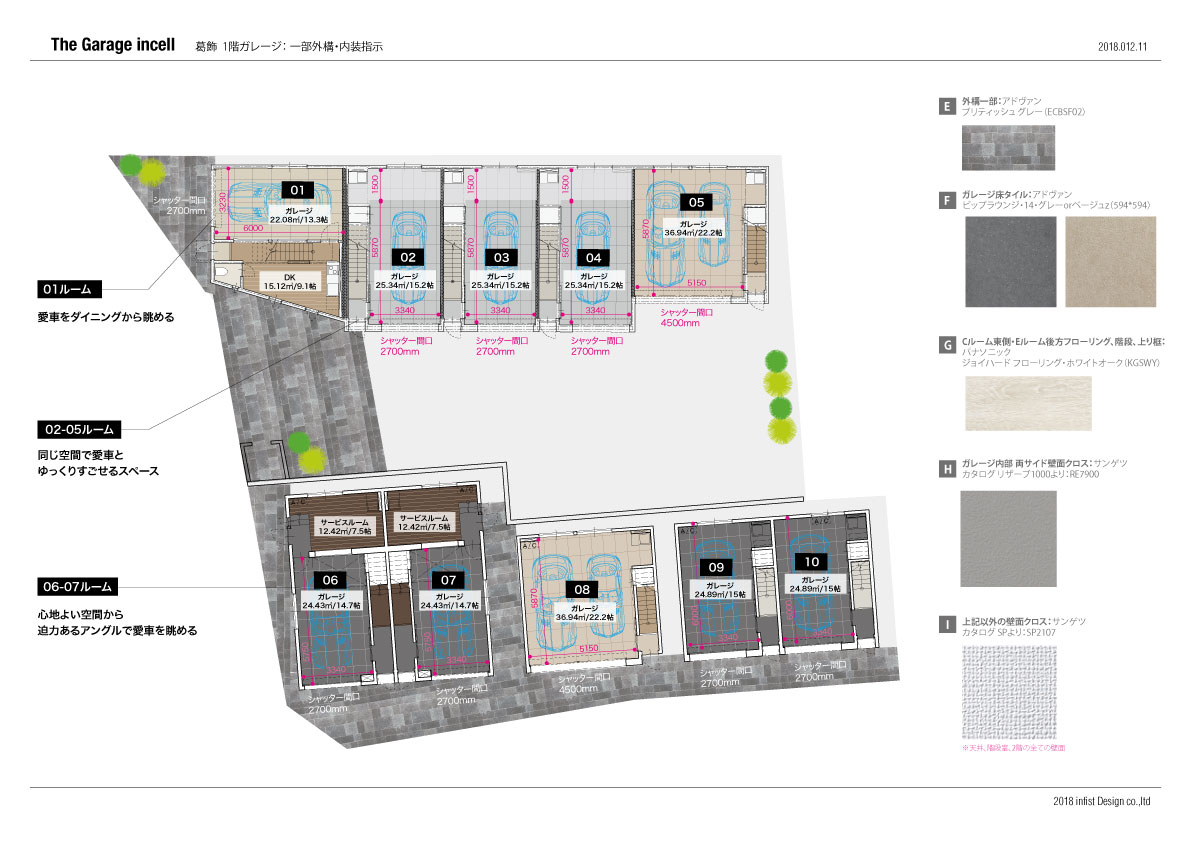 The Garage incell
葛飾 1階ガレージ：一部外構・内装指示
2018.012.11
E
外構一部：アドヴァン
ブリティッシュ グレー（ECBSF02）
F
ガレージ床タイル：アドヴァン
ピップラウンジ・14・グレーorベージュz（594*594）
G
Cルーム東側・Eルーム後方フローリング、階段、上り框：
パナソニック
ジョイハード フローリング・ホワイトオーク（KGSWY）
H
ガレージ内部 両サイド壁面クロス：サンゲツ
カタログ リザーブ1000より：RE7900
I
上記以外の壁面クロス：サンゲツ
カタログ SPより：SP2107
※天井、階段室、2階の全ての壁面
01ルーム
愛車をダイニングから眺める
02-05ルーム
同じ空間で愛車と
ゆっくりすごせるスペース
06-07ルーム
心地よい空間から
迫力あるアングルで愛車を眺める
シャッター間口
2700mm
3230
01
ガレージ
22.08㎡/13.3帖
6000
DK
15.12㎡/9.1帖
1500
5870
02
ガレージ
25.34㎡/15.2帖
3340
シャッター間口
2700mm
1500
5870
03
ガレージ
25.34㎡/15.2帖
3340
シャッター間口
2700mm
1500
5870
04
ガレージ
25.34㎡/15.2帖
3340
シャッター間口
2700mm
05
ガレージ
36.94㎡/22.2帖
5870
5150
シャッター間口
4500mm
A/C
サービスルーム
12.42㎡/7.5帖
A/C
サービスルーム
12.42㎡/7.5帖
06
ガレージ
24.43㎡/14.7帖
5750
3340
シャッター間口
2700mm
07
ガレージ
24.43㎡/14.7帖
5750
3340
シャッター間口
2700mm
A/C
08
ガレージ
36.94㎡/22.2帖
5870
5150
シャッター間口
4500mm
A/C
09
ガレージ
24.89㎡/15帖
6000
3340
シャッター間口
2700mm
A/C
10
ガレージ
24.89㎡/15帖
6000
3340
シャッター間口
2700mm
2018 infist Design co.,ltd